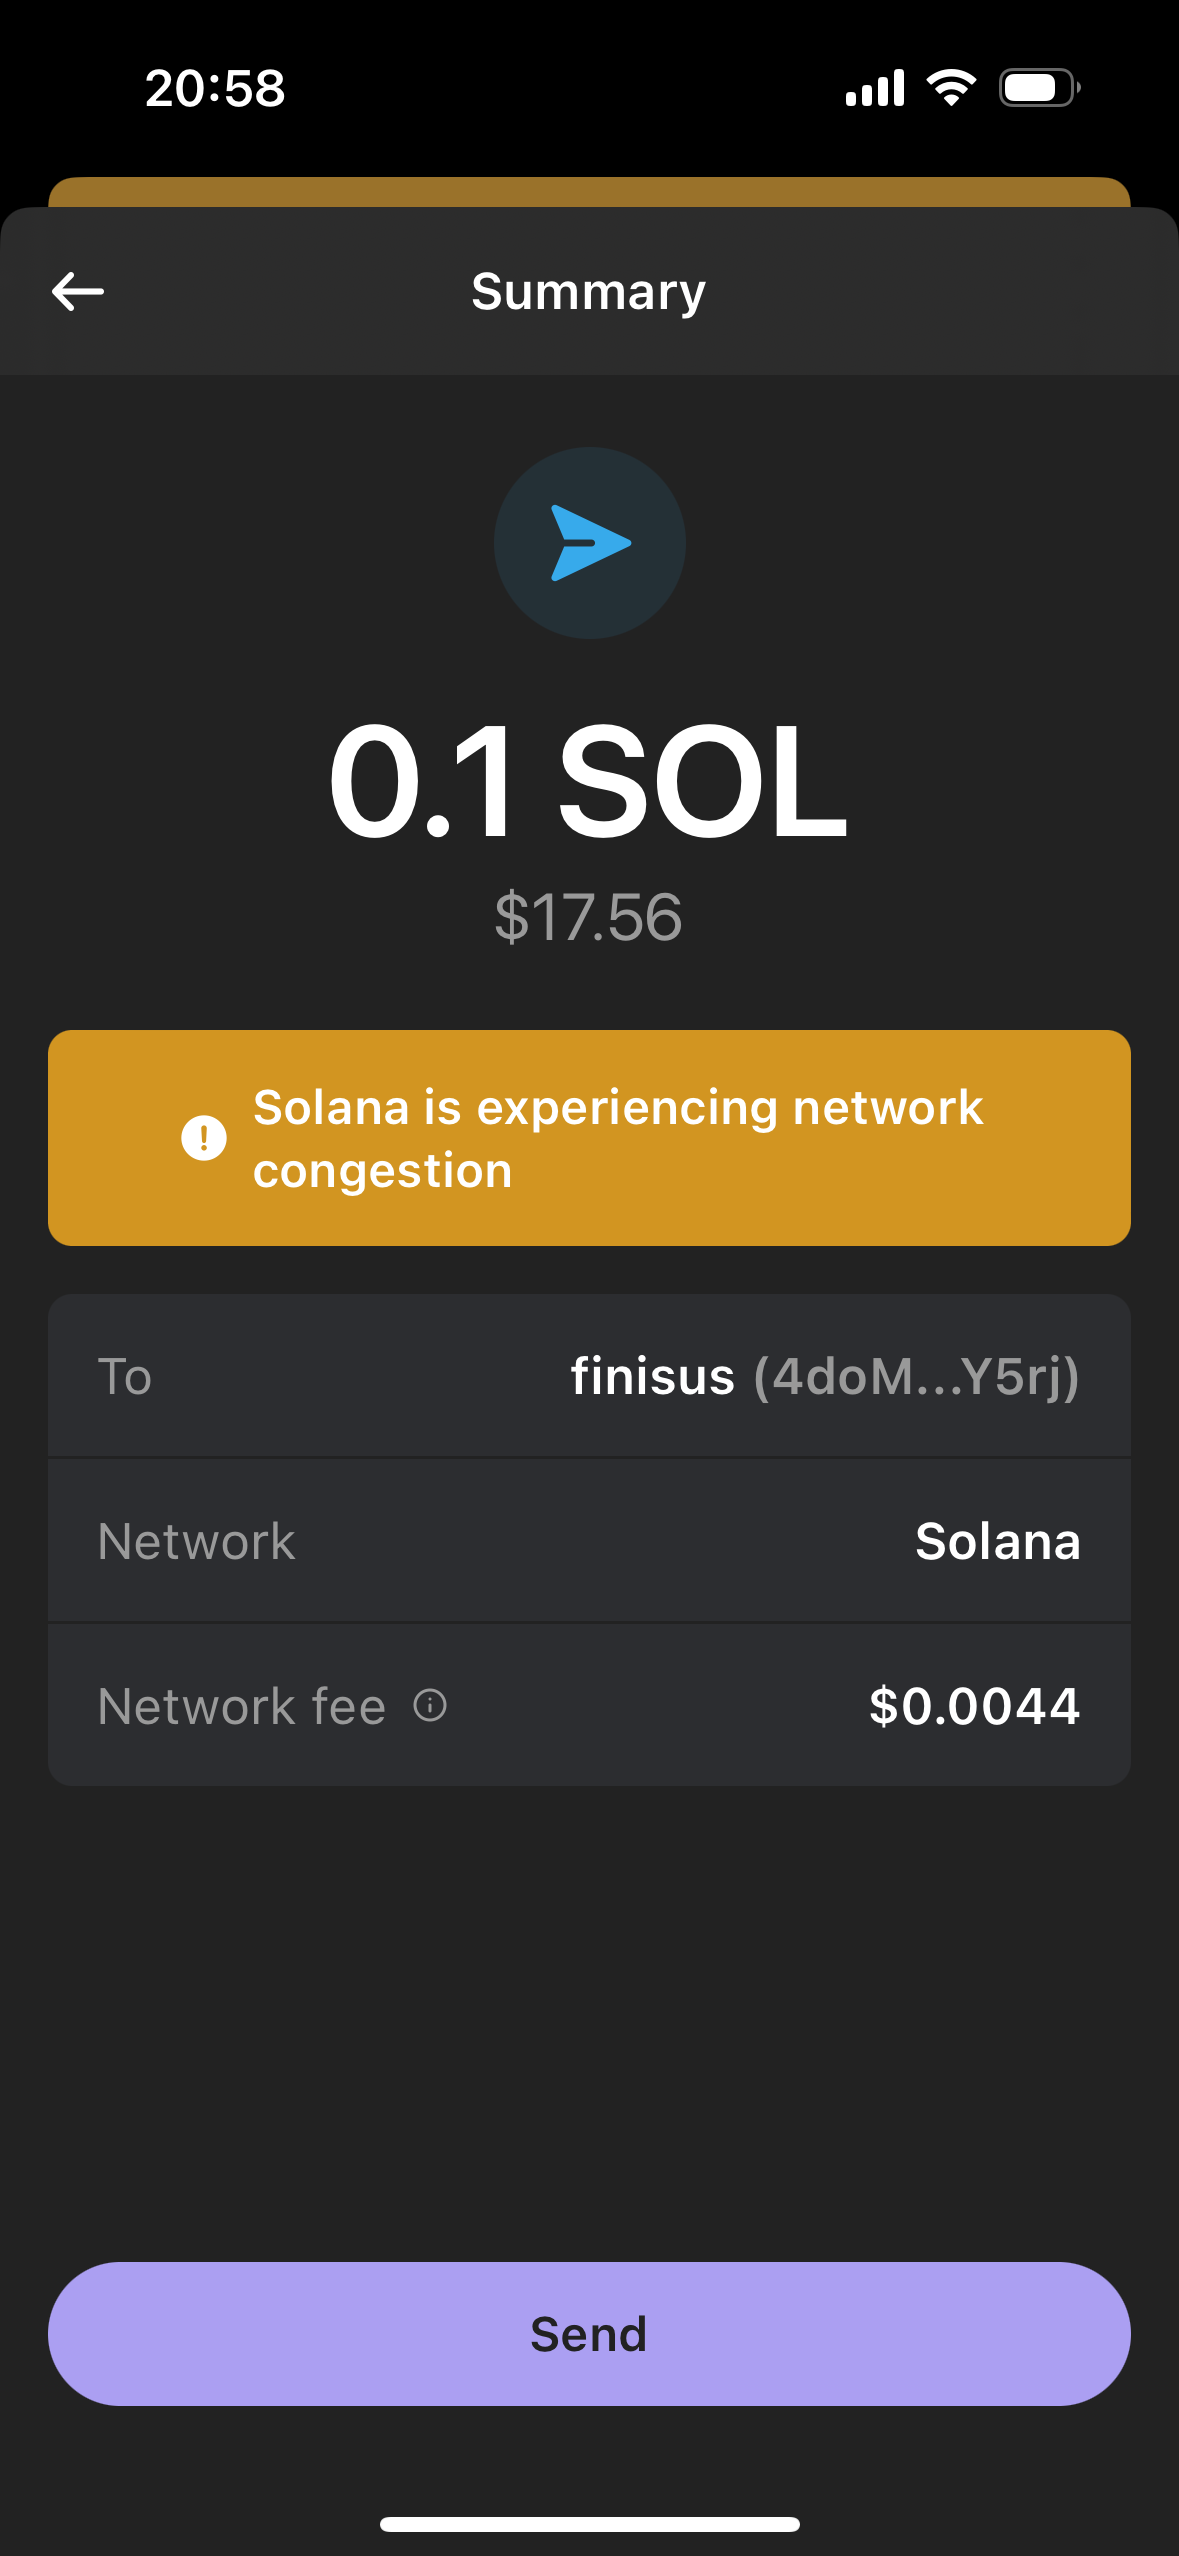 20:58
Summary
0.1 SOL
$17.56
Solana is experiencing network
congestion
To finisus (4doM...Y5rj)
Network Solana
Network fee $0.0044
Send